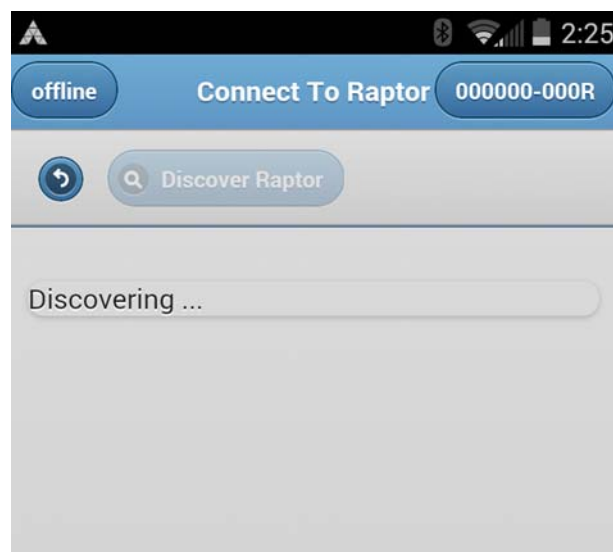 2:25
offline
Connect To Raptor
000000-000R
Discover Raptor
Discovering ...